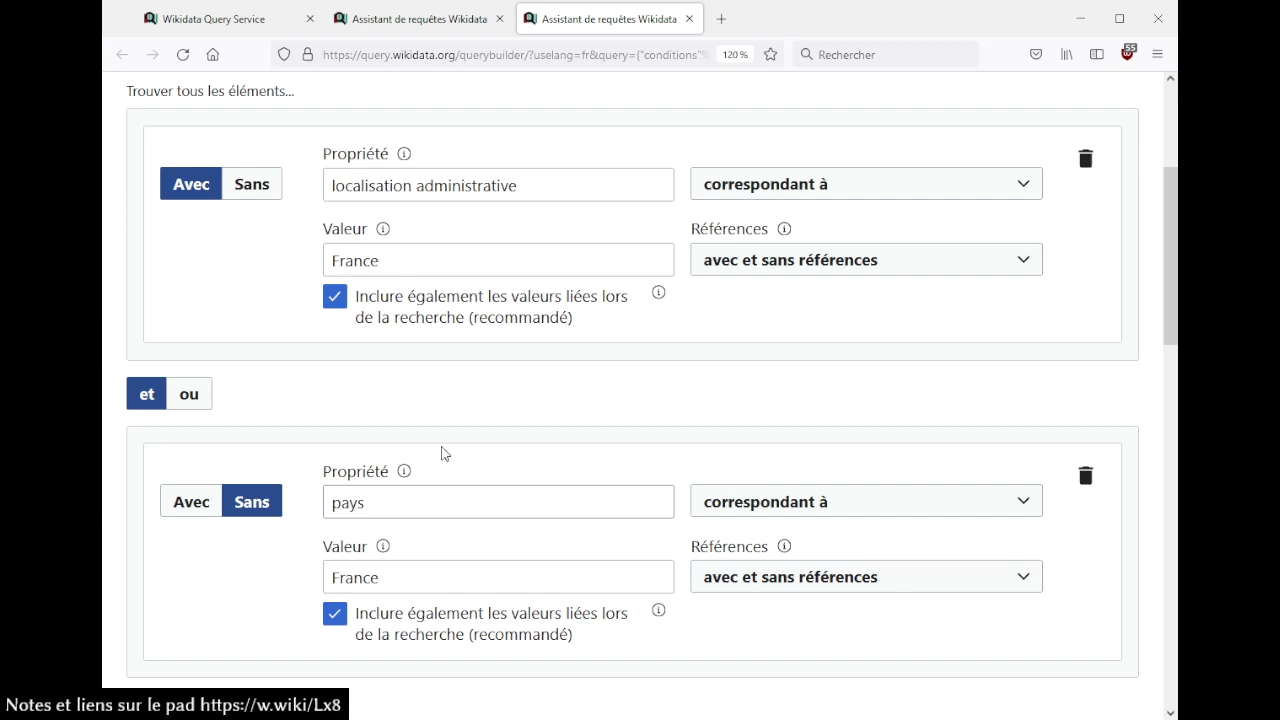 Wikidata Query Service
Assistant de requêtes Wikidata
Assistant de requêtes Wikidata
https://query.wikidata.org/querybuilder/?uselang=fr&query={"conditions"%
120 %
Rechercher
55
Trouver tous les éléments...
Propriété
Avec Sans
localisation administrative
correspondant à
Valeur
Références
France
avec et sans références
Inclure également les valeurs liées lors
de la recherche (recommandé)
et ou
Propriété
Avec Sans
pays
correspondant à
Valeur
Références
France
avec et sans références
Inclure également les valeurs liées lors
de la recherche (recommandé)
Notes et liens sur le pad https://w.wiki/Lx8